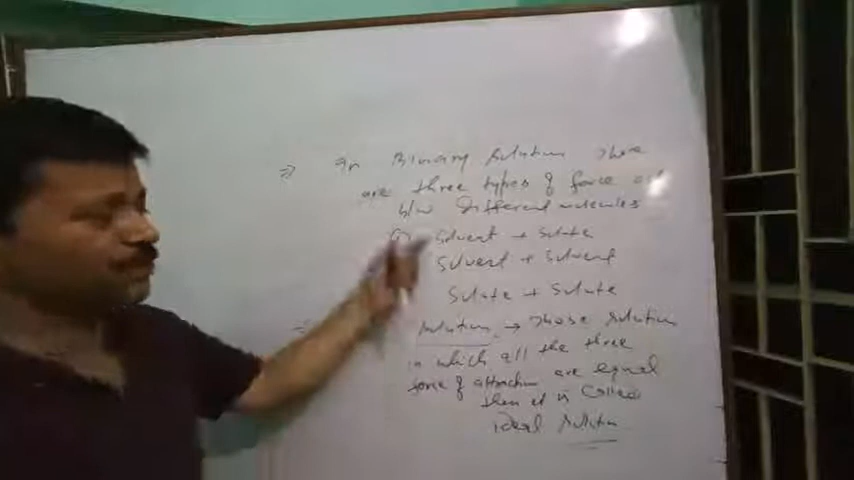 ⇒ In Binary Solution there
are three types of force act
b/w Different molecules
① Solvent + Solute
Solvent + Solvent
Solute + Solute
⇒ Solution → Those Solution
in which all the three
force of attraction are equal
then it is called
ideal Solution